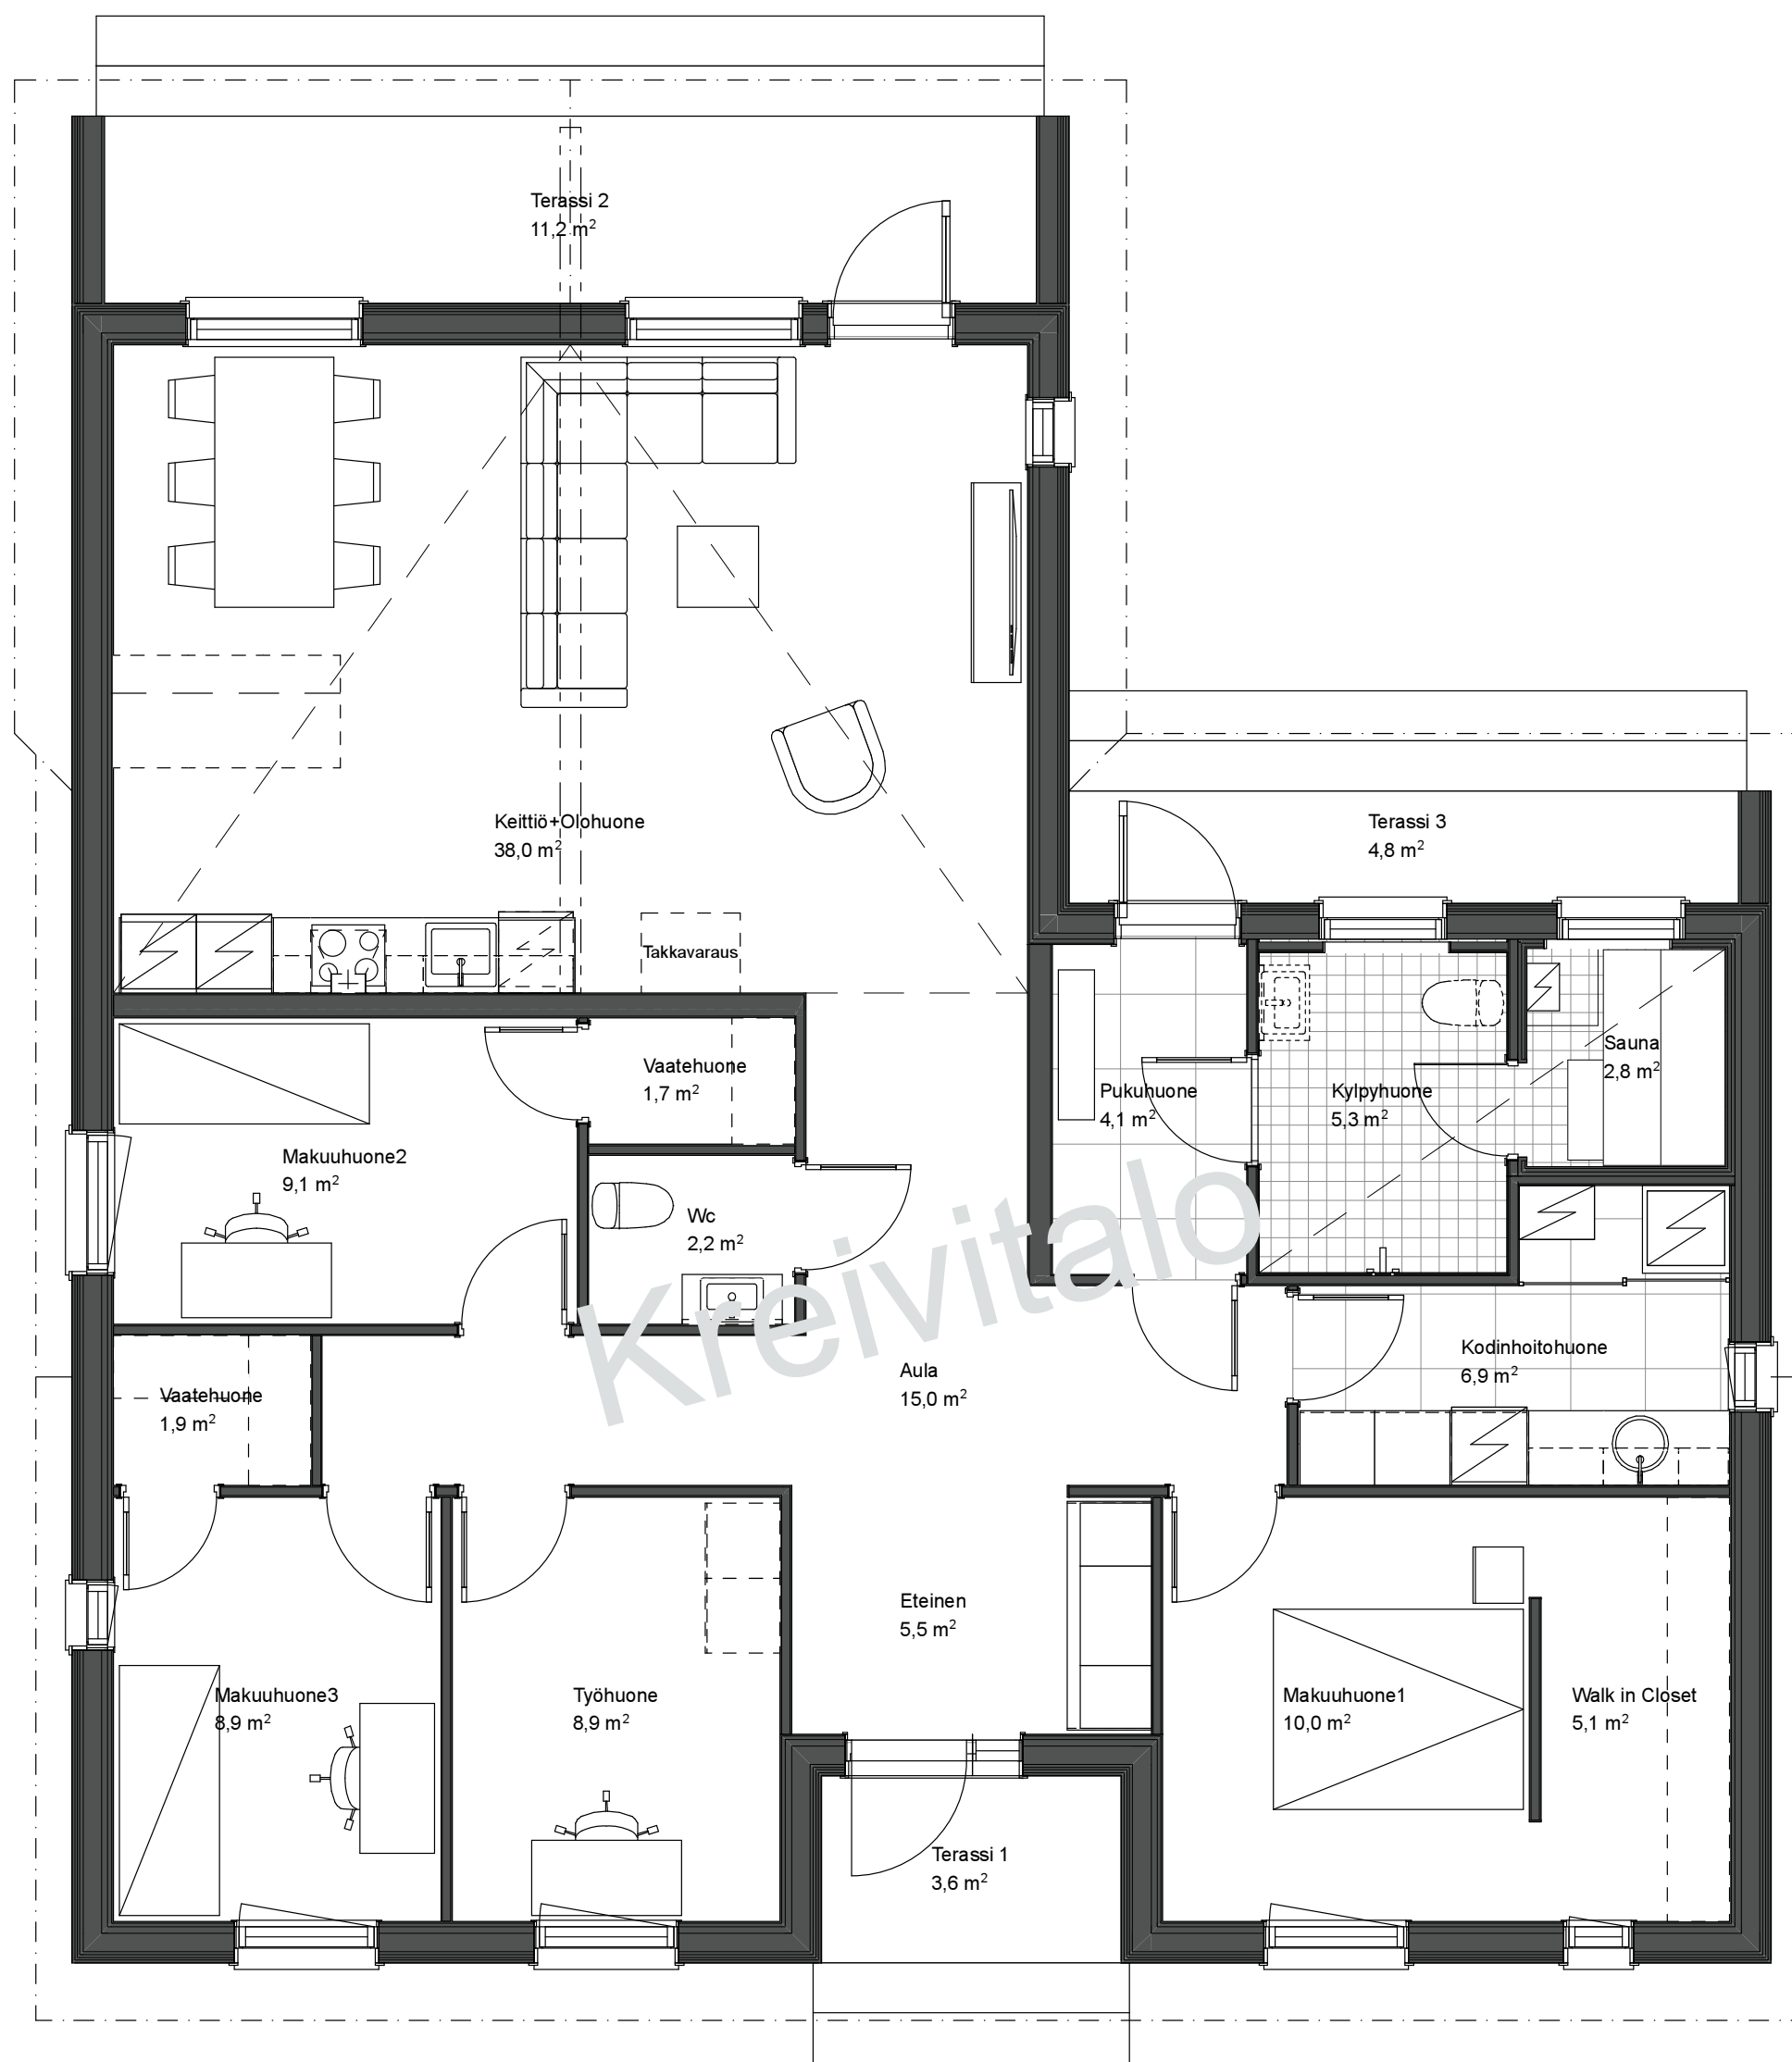 Terassi 2
11,2 m²
Keittiö+Olohuone
38,0 m²
Terassi 3
4,8 m²
Takkavaraus
Vaatehuone
1,7 m²
Pukuhuone
4,1 m²
Kylpyhuone
5,3 m²
Sauna
2,8 m²
Makuuhuone2
9,1 m²
Wc
2,2 m²
Kreivitalo
Vaatehuone
1,9 m²
Aula
15,0 m²
Kodinhoitohuone
6,9 m²
Eteinen
5,5 m²
Makuuhuone3
8,9 m²
Työhuone
8,9 m²
Makuuhuone1
10,0 m²
Walk in Closet
5,1 m²
Terassi 1
3,6 m²